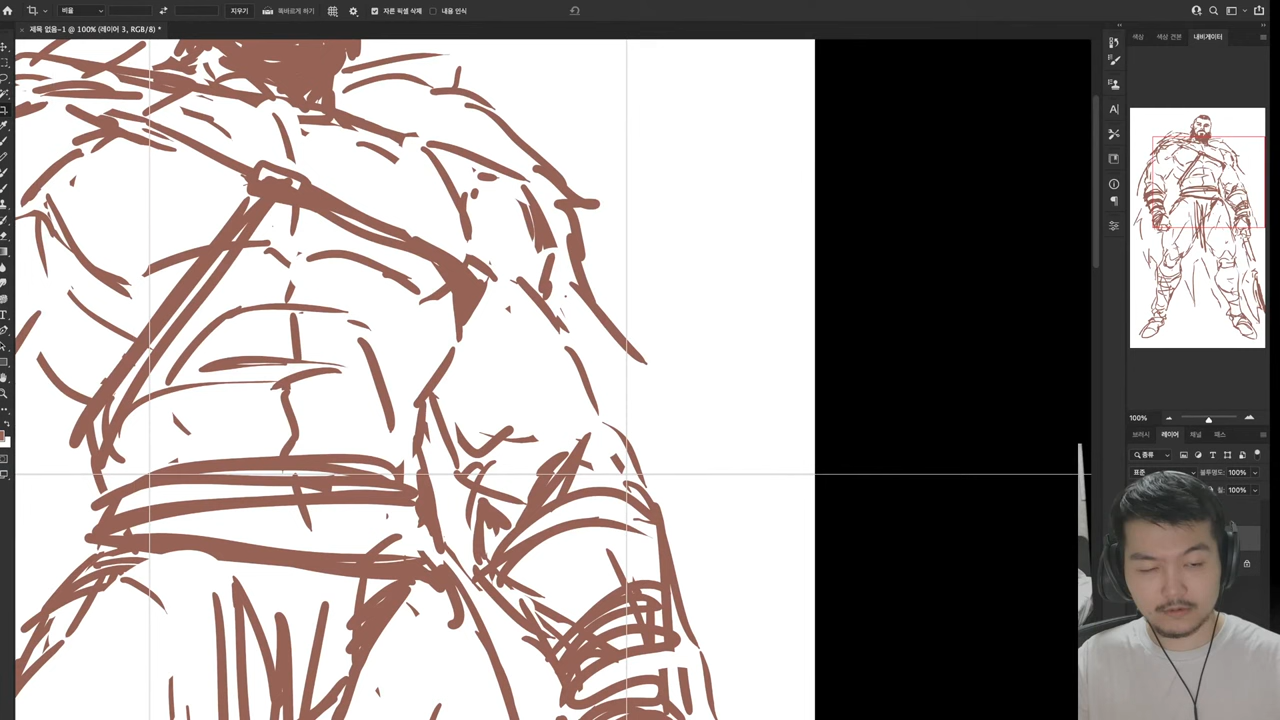 비율 지우기 똑바르게 하기 자른 픽셀 삭제 내용 인식
제목 없음-1 @ 100% (레이어 3, RGB/8) *
색상 색상 견본 내비게이터
100%
브러시 레이어 채널 패스
종류
표준 불투명도: 100%
칠: 100%